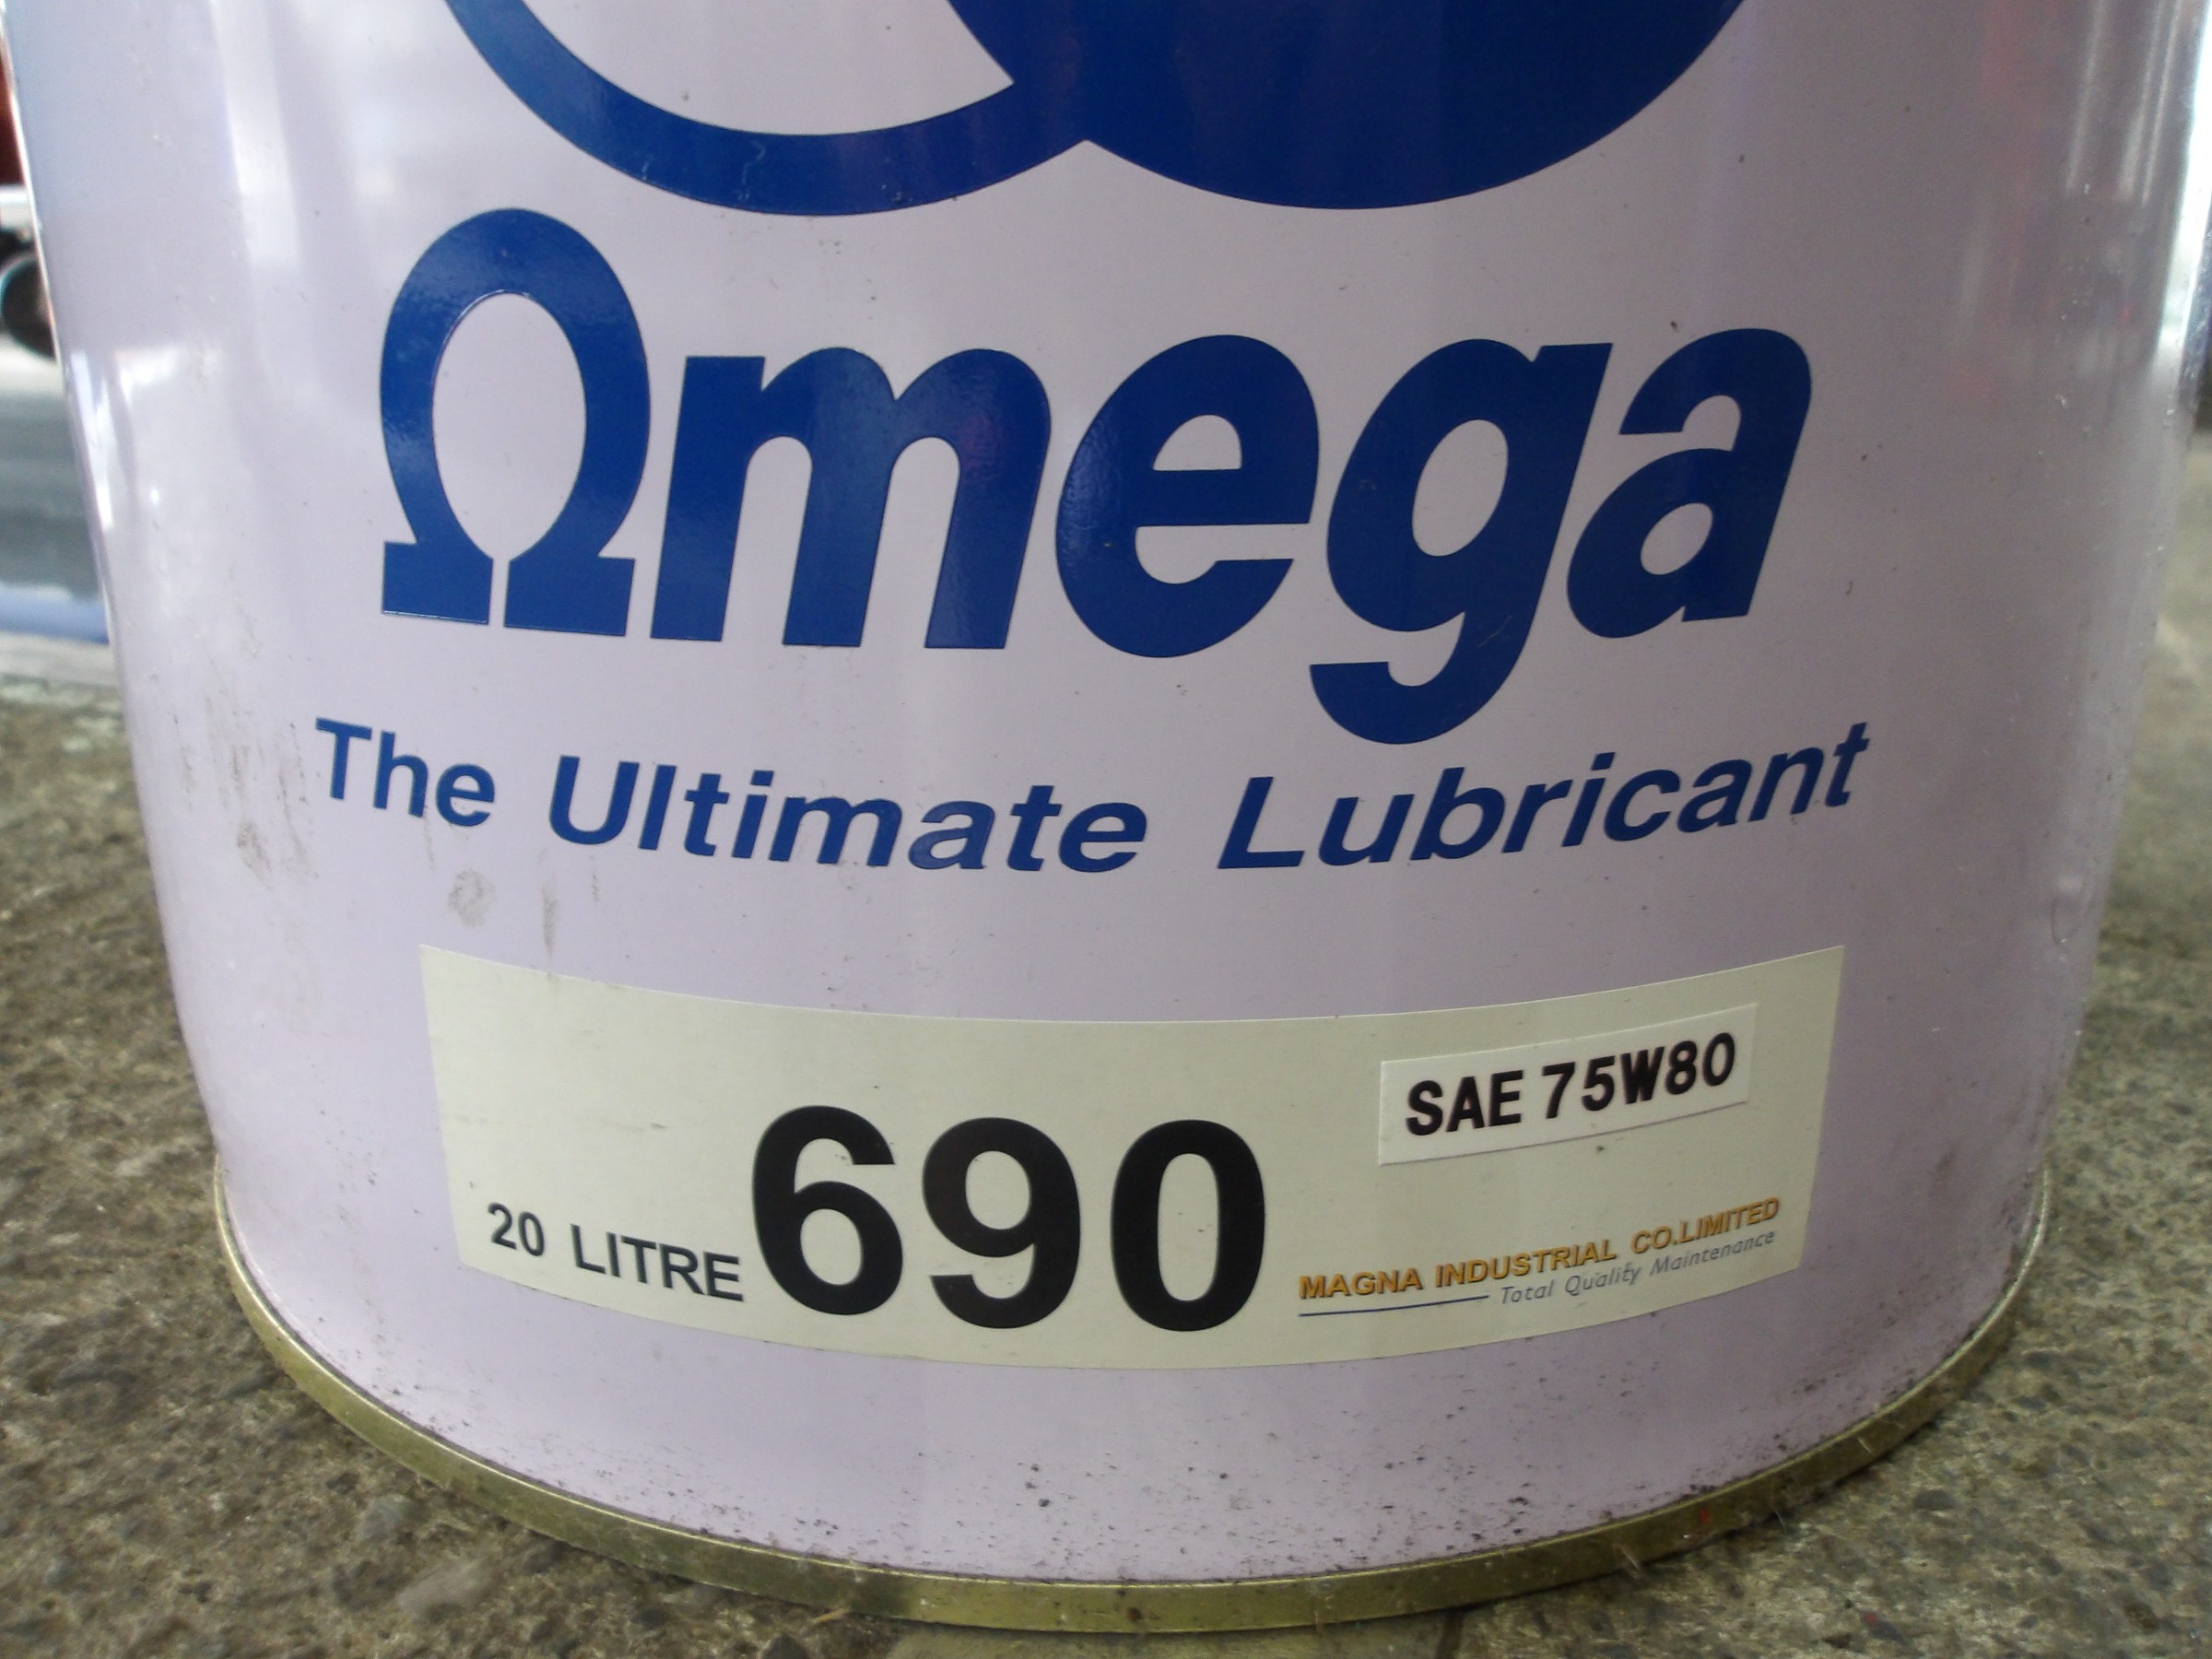 Ωmega
The Ultimate Lubricant
SAE 75W80
20 LITRE 690
MAGNA INDUSTRIAL CO.LIMITED
Total Quality Maintenance